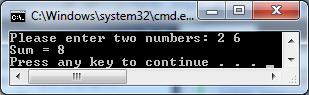 C:\Windows\system32\cmd.e...
Please enter two numbers: 2 6
Sum = 8
Press any key to continue . . . _